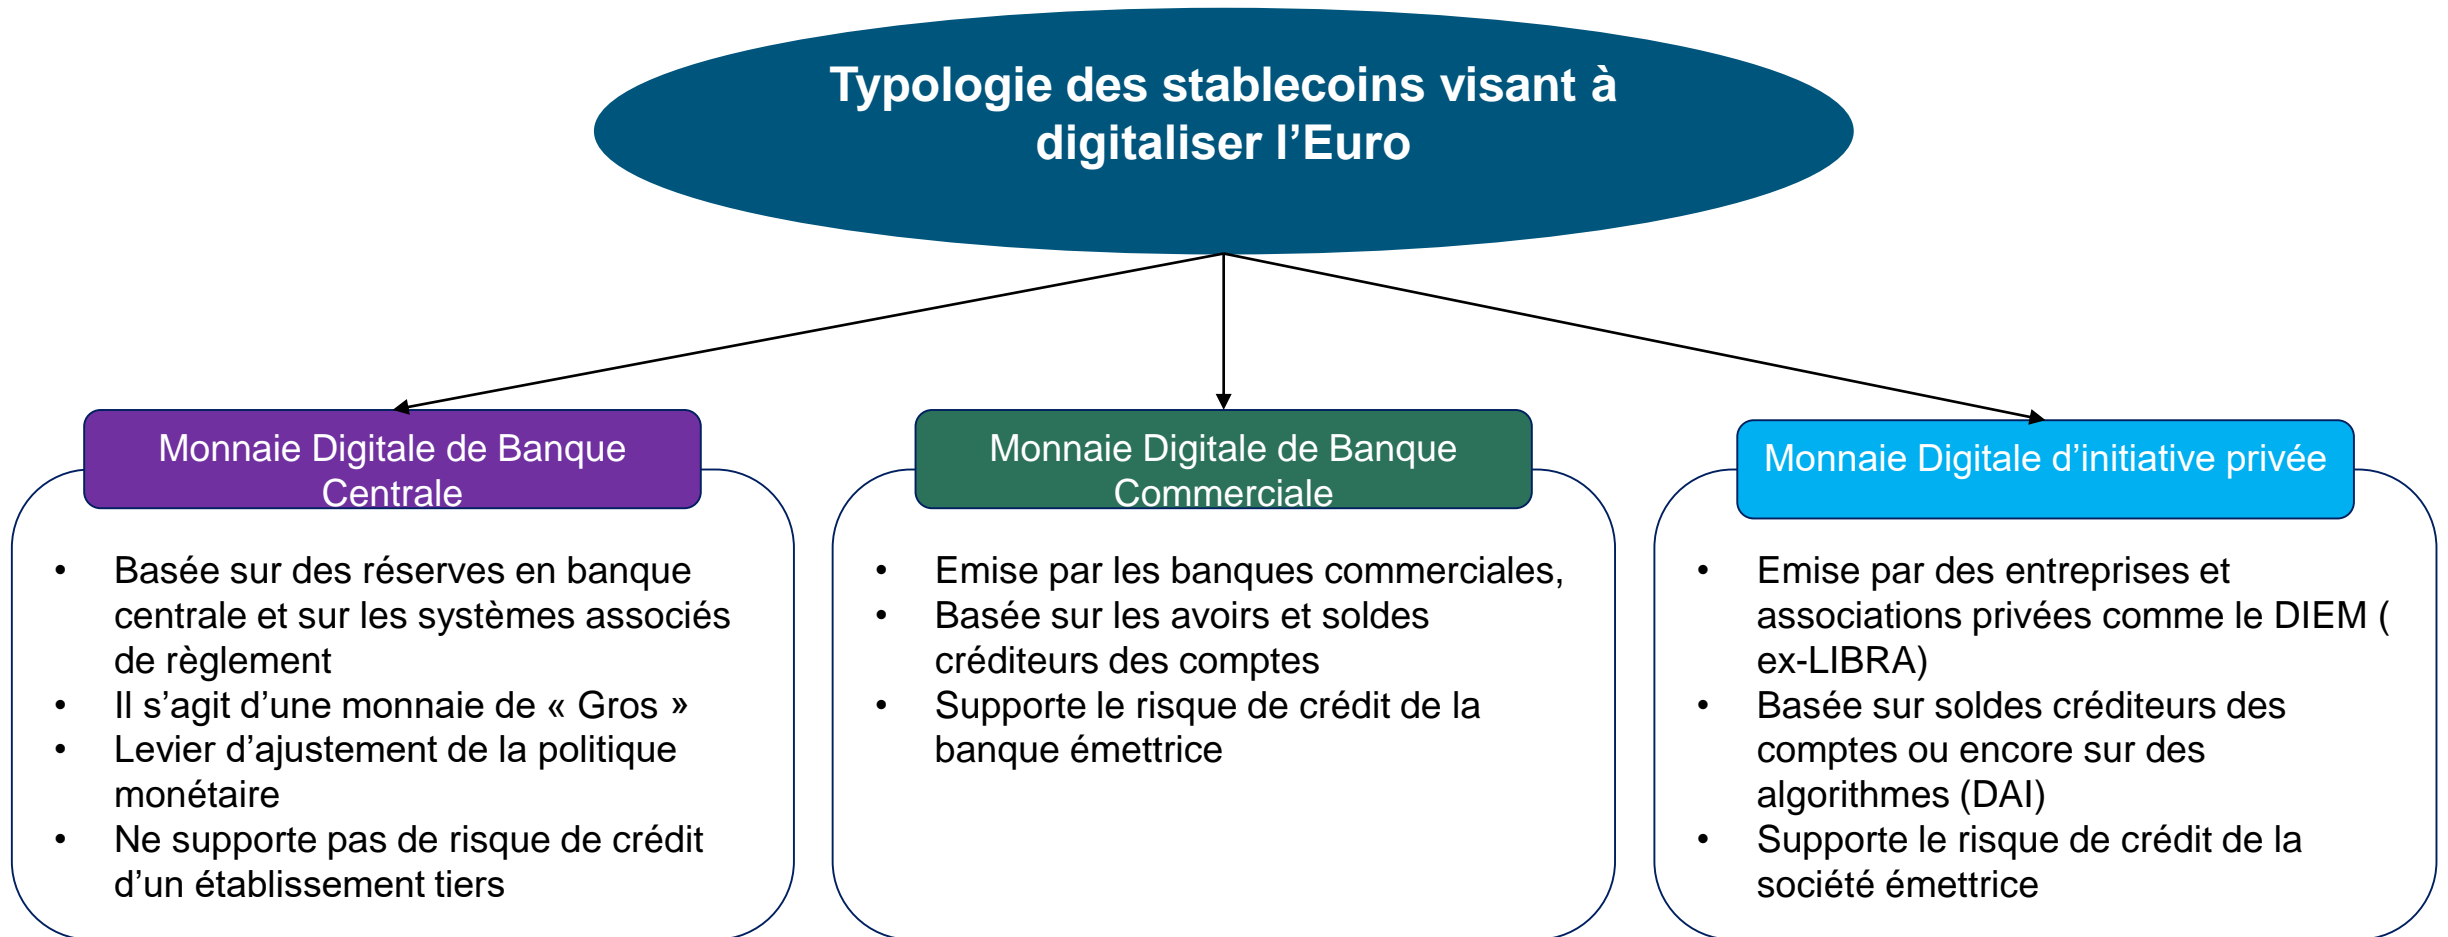 Typologie des stablecoins visant à
digitaliser l’Euro
Monnaie Digitale de Banque
Centrale
• Basée sur des réserves en banque
centrale et sur les systèmes associés
de règlement
• Il s’agit d’une monnaie de « Gros »
• Levier d’ajustement de la politique
monétaire
• Ne supporte pas de risque de crédit
d’un établissement tiers
Monnaie Digitale de Banque
Commerciale
• Emise par les banques commerciales,
• Basée sur les avoirs et soldes
créditeurs des comptes
• Supporte le risque de crédit de la
banque émettrice
Monnaie Digitale d’initiative privée
• Emise par des entreprises et
associations privées comme le DIEM (
ex-LIBRA)
• Basée sur soldes créditeurs des
comptes ou encore sur des
algorithmes (DAI)
• Supporte le risque de crédit de la
société émettrice